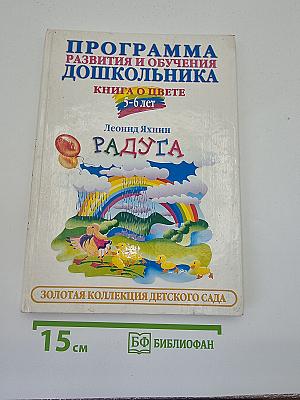 ПРОГРАММА
РАЗВИТИЯ И ОБУЧЕНИЯ
ДОШКОЛЬНИКА
КНИГА О ЦВЕТЕ
5-6 лет
Леонид Яхнин
РАДУГА
ЗОЛОТАЯ КОЛЛЕКЦИЯ ДЕТСКОГО САДА
15 см
БФ БИБЛИОФАН